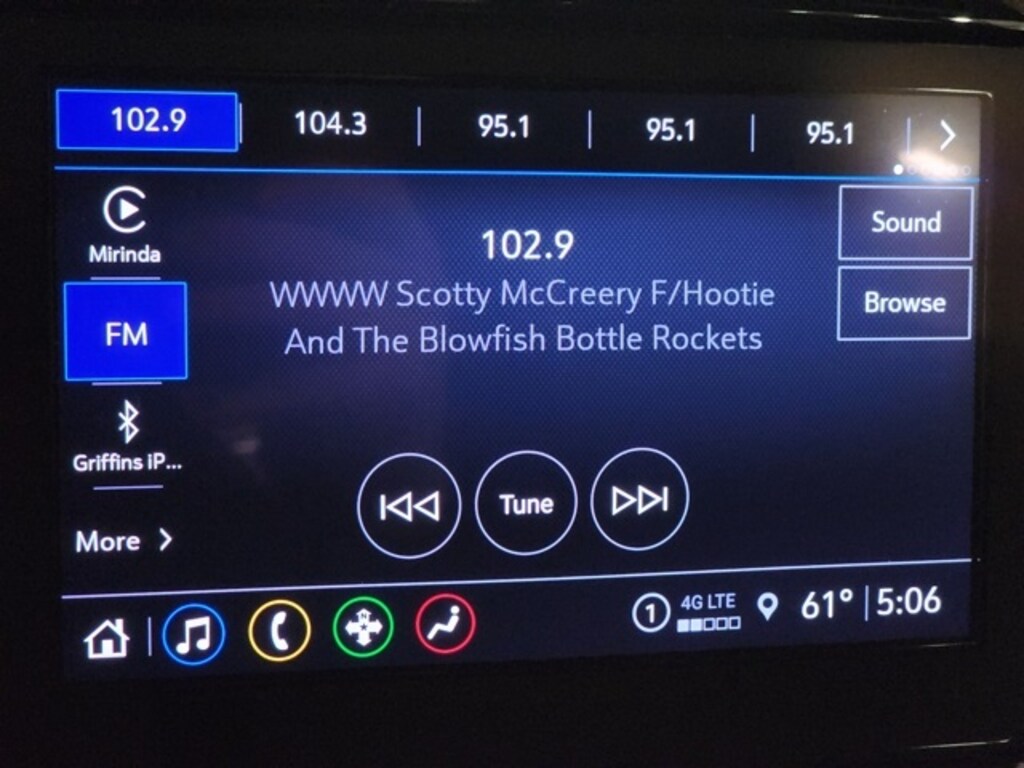 102.9
104.3
95.1
95.1
95.1
Mirinda
FM
Griffins iP...
More
102.9
WWWW Scotty McCreery F/Hootie
And The Blowfish Bottle Rockets
Sound
Browse
Tune
1
4G LTE
61° 5:06